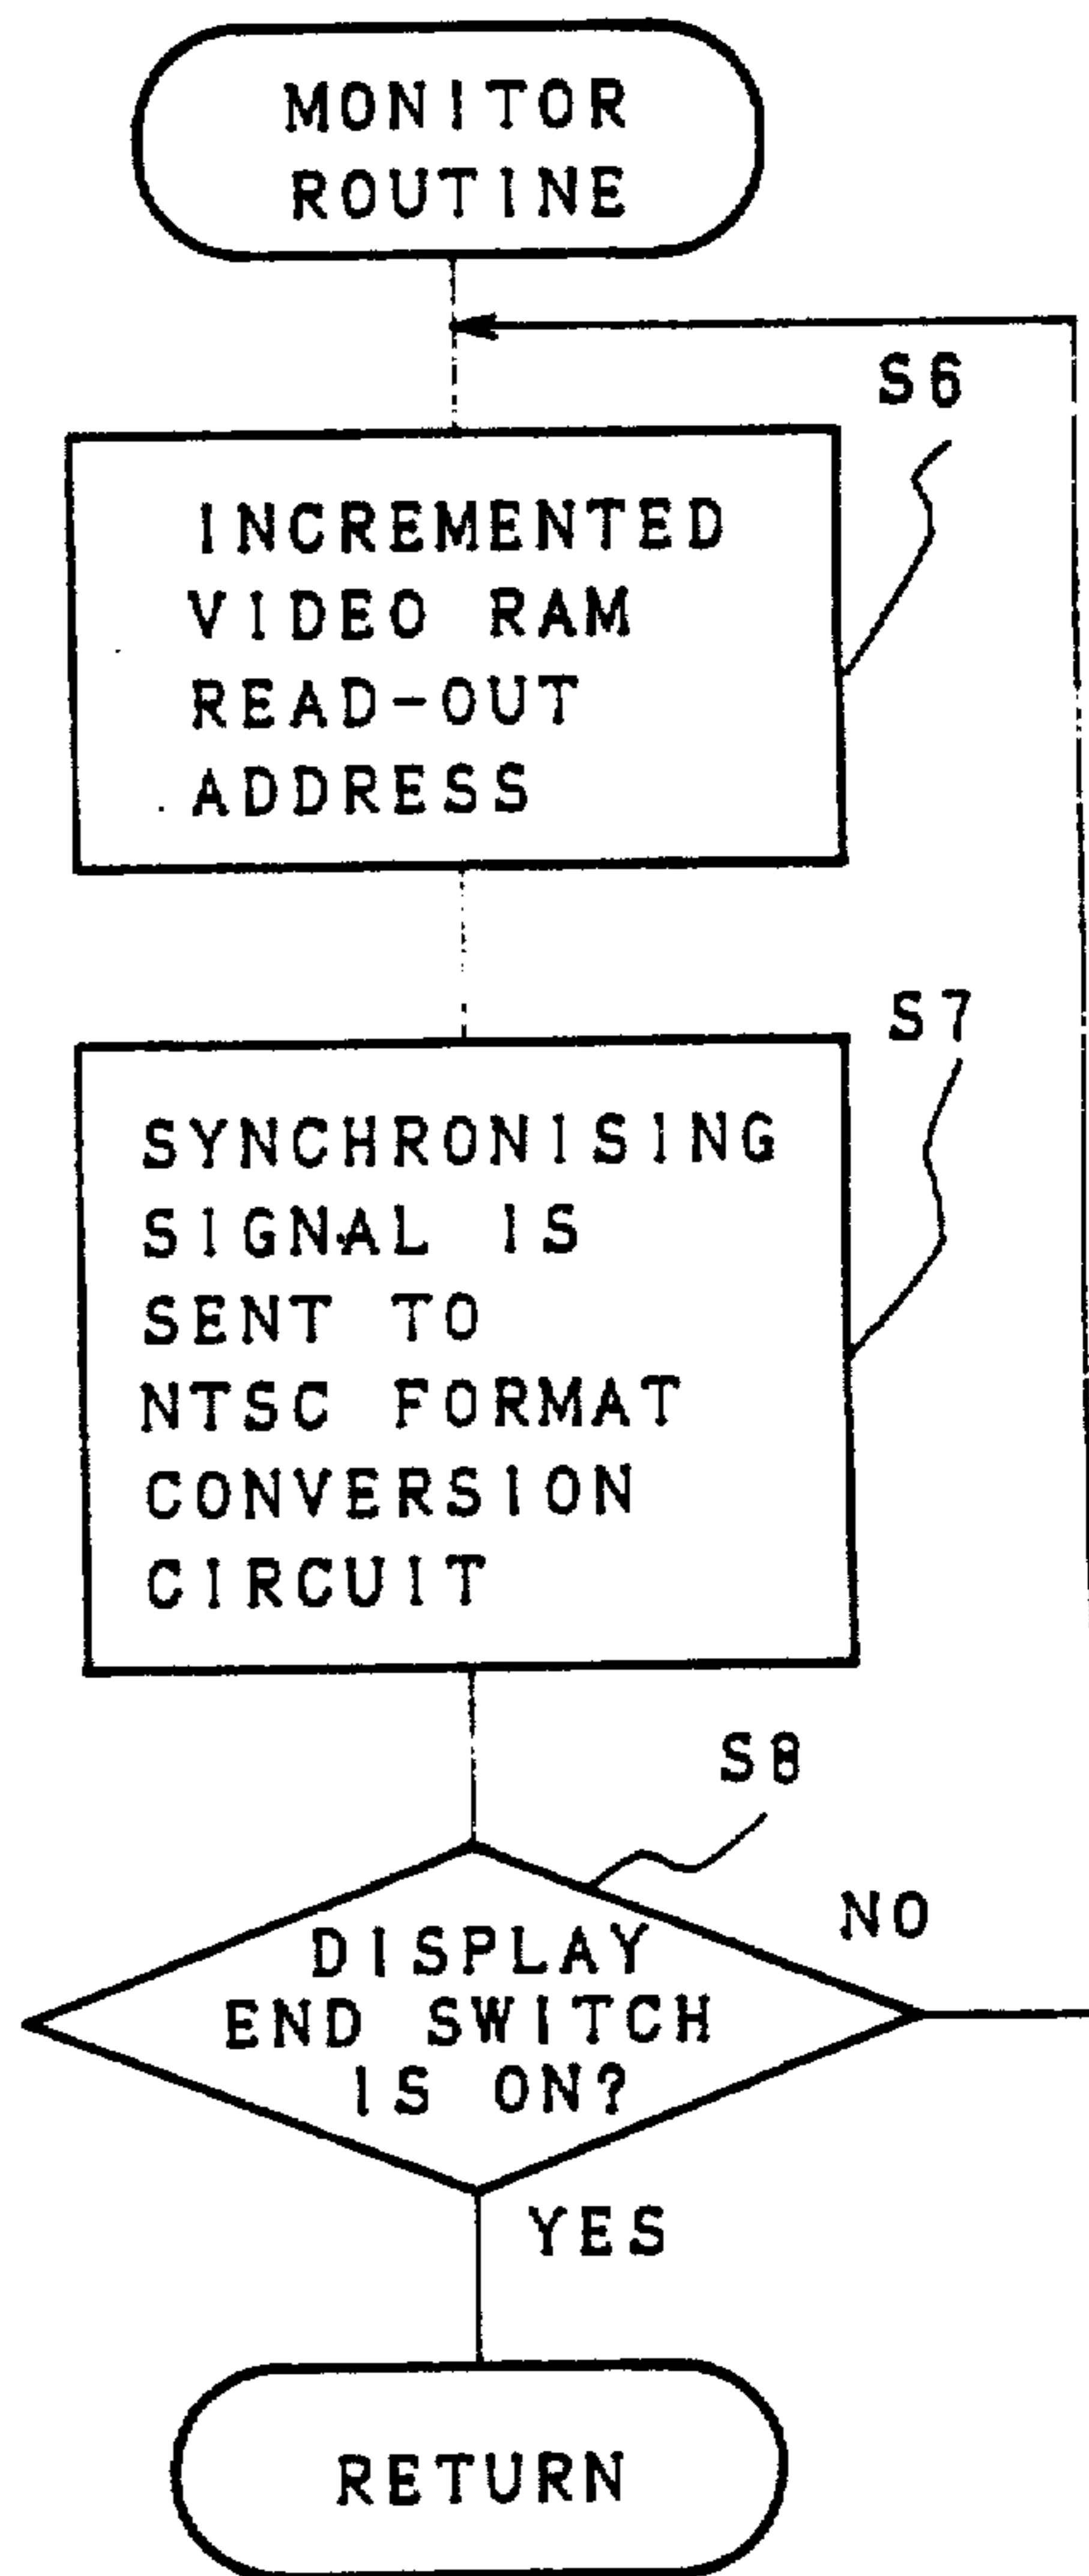 MONITOR
ROUTINE
S6
INCREMENTED
VIDEO RAM
READ-OUT
ADDRESS
S7
SYNCHRONISING
SIGNAL IS
SENT TO
NTSC FORMAT
CONVERSION
CIRCUIT
S8
DISPLAY
END SWITCH
IS ON?
NO
YES
RETURN